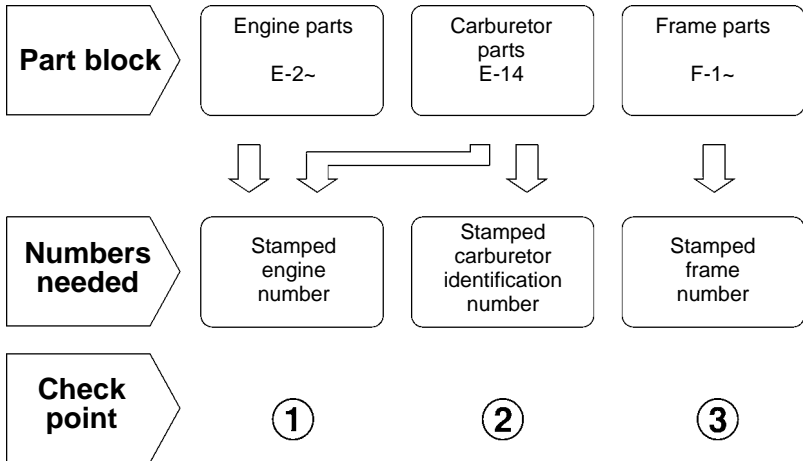 Part block
Engine parts
E-2~
Carburetor
parts
E-14
Frame parts
F-1~
Numbers
needed
Stamped
engine
number
Stamped
carburetor
identification
number
Stamped
frame
number
Check
point
1
2
3